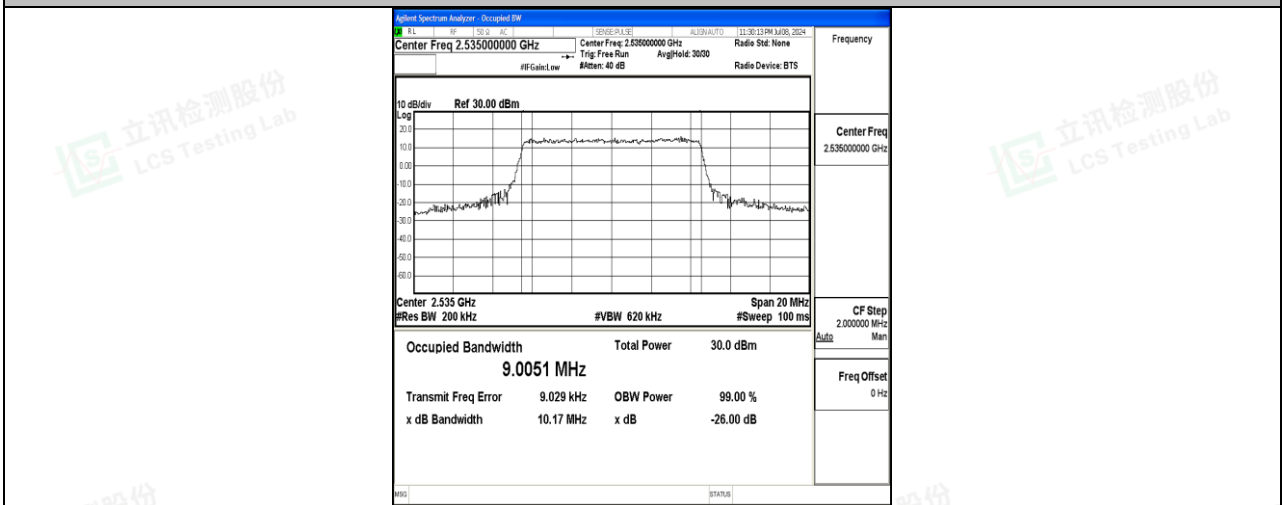 Agilent Spectrum Analyzer - Occupied BW
RL RF 50 Ω AC SENSE:PULSE ALIGNAUTO 11:30:13 PM Jul 08, 2024
Center Freq 2.535000000 GHz
Center Freq: 2.535000000 GHz
Radio Std: None
Trig: Free Run Avg|Hold: 30/30
#IFGain:Low
#Atten: 40 dB
Radio Device: BTS
Frequency
10 dB/div Ref 30.00 dBm
Log
20.0
10.0
0.00
-10.0
-20.0
-30.0
-40.0
-50.0
-60.0
Center Freq
2.535000000 GHz
Center 2.535 GHz
Span 20 MHz
#Res BW 200 kHz
#VBW 620 kHz
#Sweep 100 ms
CF Step
2.000000 MHz
Auto Man
Occupied Bandwidth
9.0051 MHz
Total Power 30.0 dBm
Transmit Freq Error 9.029 kHz
OBW Power 99.00 %
x dB Bandwidth 10.17 MHz
x dB -26.00 dB
Freq Offset
0 Hz
MSG
STATUS
立讯检测股份
LCS Testing Lab
立讯检测股份
LCS Testing Lab